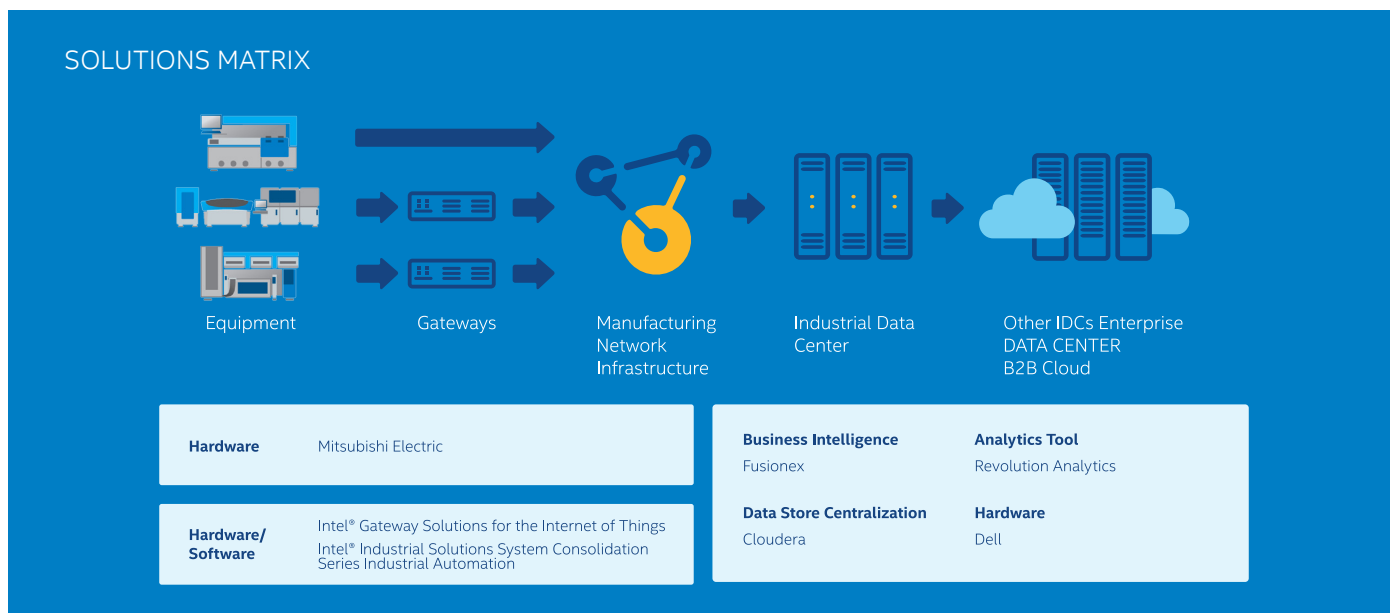 SOLUTIONS MATRIX
Equipment
Gateways
Manufacturing
Network
Infrastructure
Industrial Data
Center
Other IDCs Enterprise
DATA CENTER
B2B Cloud
Hardware
Mitsubishi Electric
Hardware/
Software
Intel® Gateway Solutions for the Internet of Things
Intel® Industrial Solutions System Consolidation
Series Industrial Automation
Business Intelligence
Fusionex
Analytics Tool
Revolution Analytics
Data Store Centralization
Cloudera
Hardware
Dell